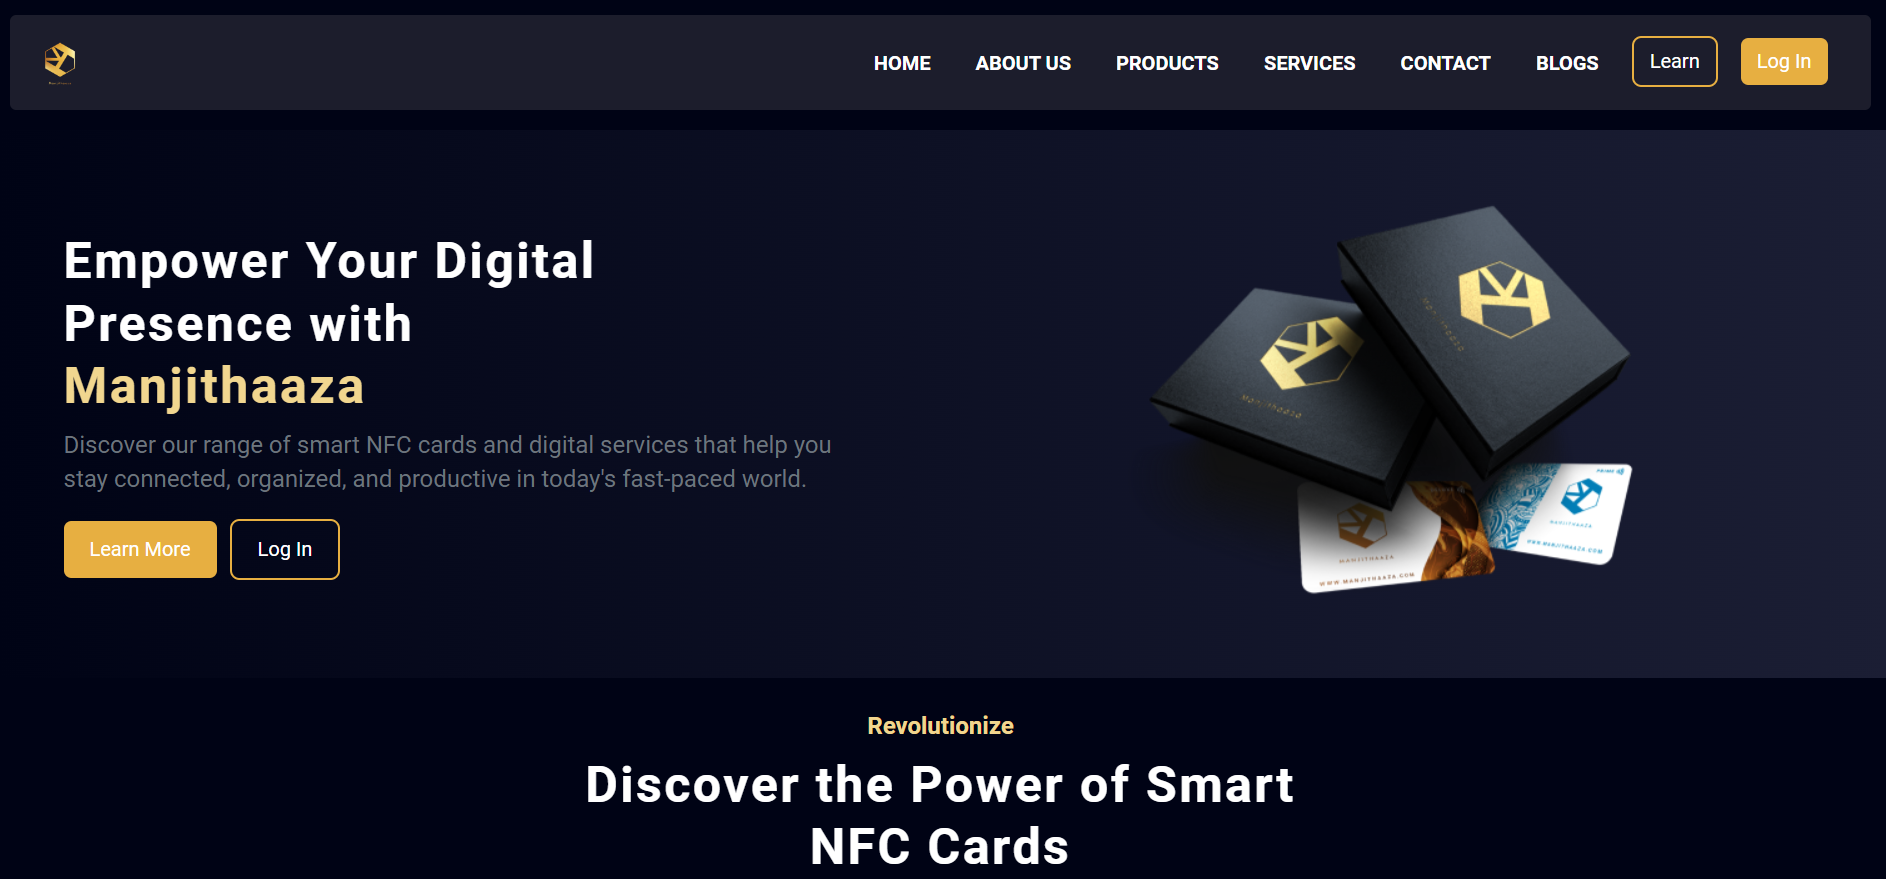 HOME ABOUT US PRODUCTS SERVICES CONTACT BLOGS Learn Log In
Empower Your Digital
Presence with
Manjithaaza
Discover our range of smart NFC cards and digital services that help you
stay connected, organized, and productive in today's fast-paced world.
Learn More Log In
Manjithaaza
Manjithaaza
PRIME
MANJITHAAZA
WWW.MANJITHAAZA.COM
MANJITHAAZA
WWW.MANJITHAAZA.COM
Revolutionize
Discover the Power of Smart
NFC Cards